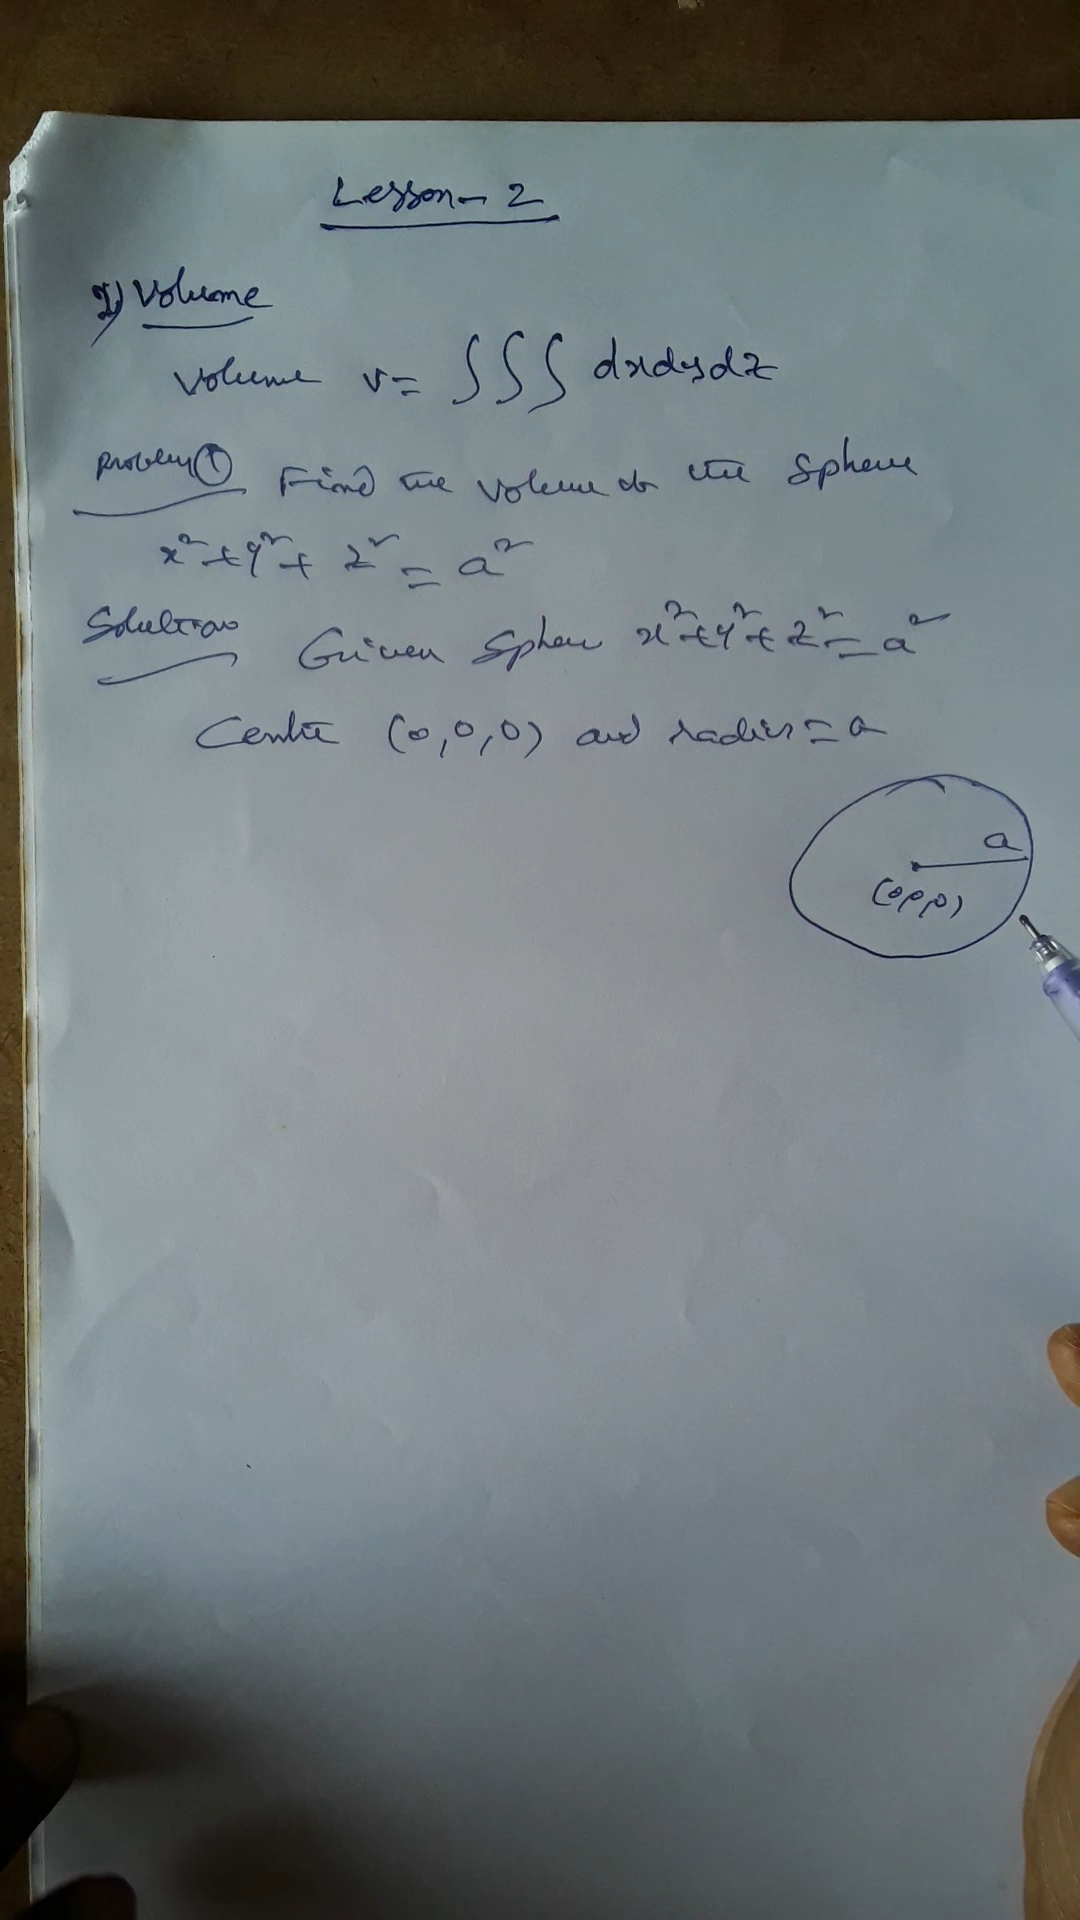 Lesson - 2
1) Volume
Volume v = ∫∫∫ dxdydz
Problem ① Find the volume of the sphere
x² + y² + z² = a²
Solution Given sphere x² + y² + z² = a²
Centre (0,0,0) and radius = a
a
(0,0,0)